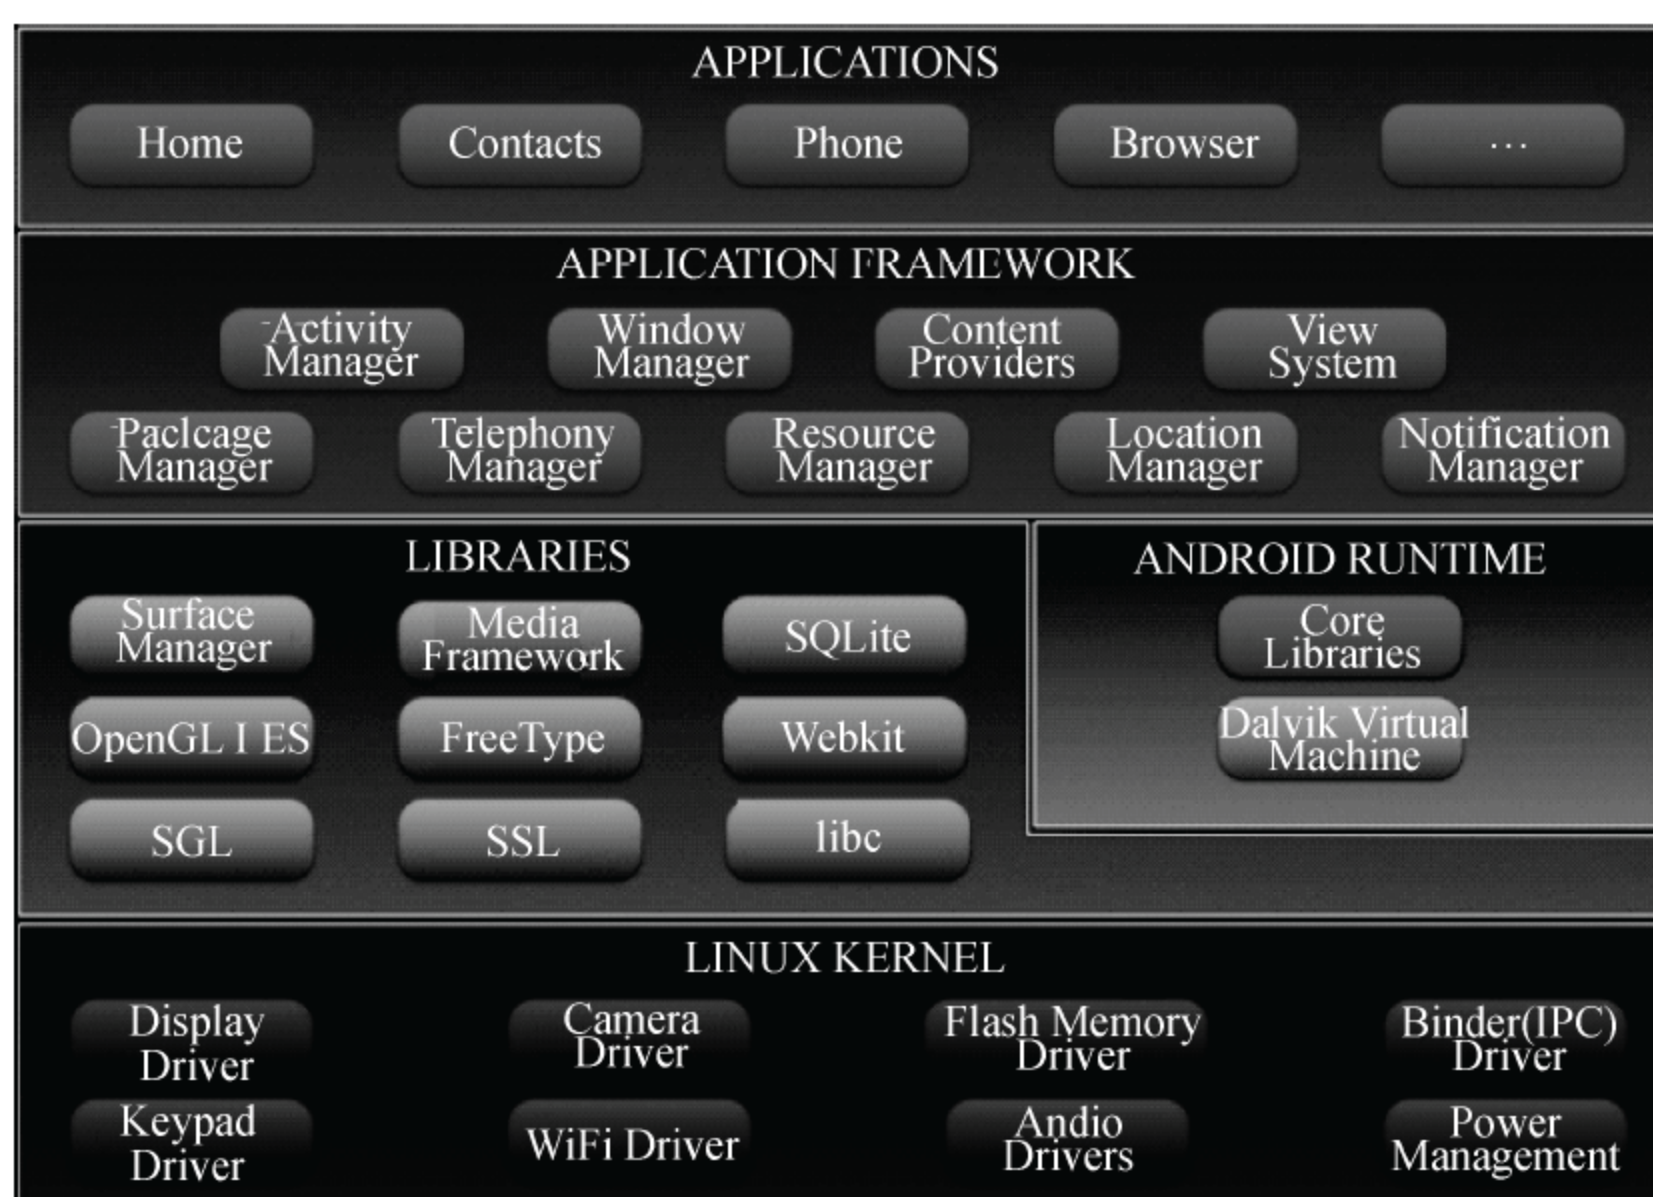 APPLICATIONS
Home Contacts Phone Browser ...
APPLICATION FRAMEWORK
Activity Manager
Window Manager
Content Providers
View System
Paclcage Manager
Telephony Manager
Resource Manager
Location Manager
Notification Manager
LIBRARIES
Surface Manager
Media Framework
SQLite
OpenGL I ES
FreeType
Webkit
SGL
SSL
libc
ANDROID RUNTIME
Core Libraries
Dalvik Virtual Machine
LINUX KERNEL
Display Driver
Camera Driver
Flash Memory Driver
Binder(IPC) Driver
Keypad Driver
WiFi Driver
Andio Drivers
Power Management